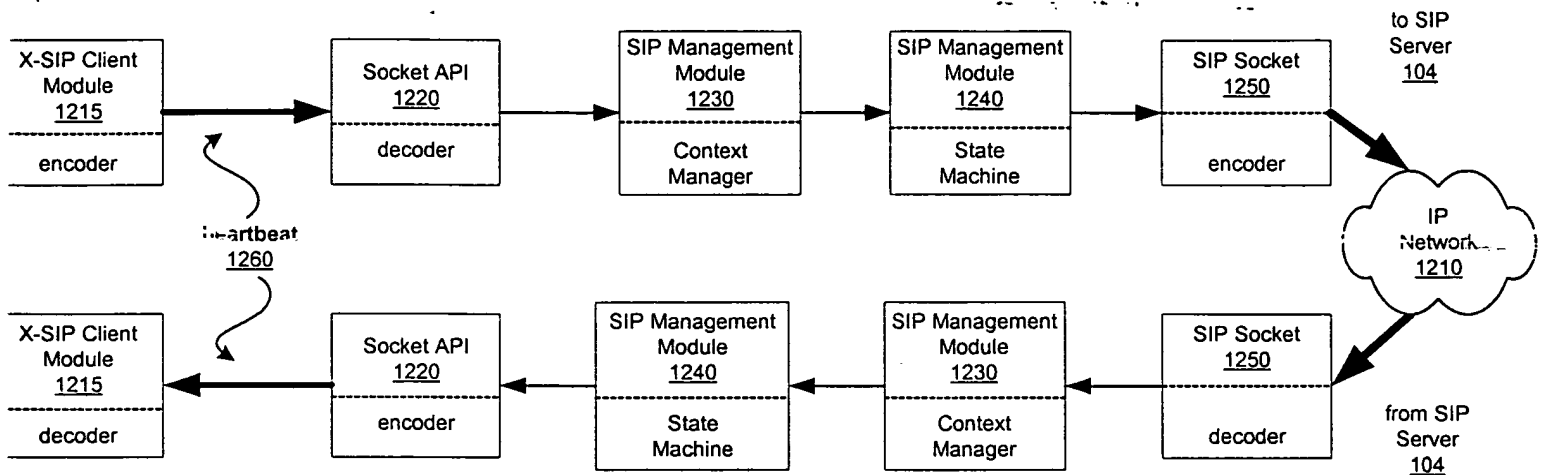 X-SIP Client
Module
1215
encoder
Socket API
1220
decoder
SIP Management
Module
1230
Context
Manager
SIP Management
Module
1240
State
Machine
SIP Socket
1250
encoder
to SIP
Server
104
1260
IP
Network
1210
X-SIP Client
Module
1215
decoder
Socket API
1220
encoder
SIP Management
Module
1240
State
Machine
SIP Management
Module
1230
Context
Manager
SIP Socket
1250
decoder
from SIP
Server
104